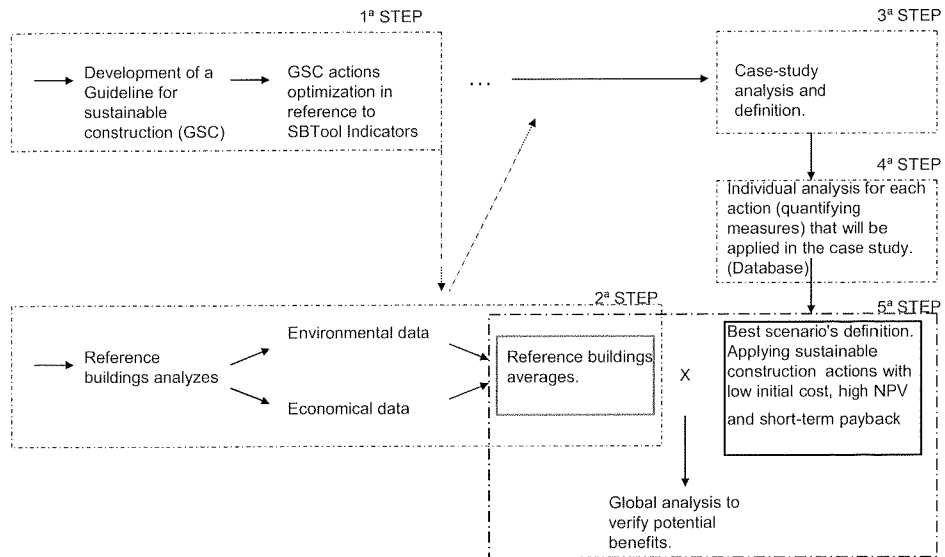 1ª STEP
Development of a
Guideline for
sustainable
construction (GSC)
GSC actions
optimization in
reference to
SBTool Indicators
...
3ª STEP
Case-study
analysis and
definition.
4ª STEP
Individual analysis for each
action (quantifying
measures) that will be
applied in the case study.
(Database)
2ª STEP
Reference
buildings analyzes
Environmental data
Economical data
Reference buildings
averages.
X
5ª STEP
Best scenario's definition.
Applying sustainable
construction actions with
low initial cost, high NPV
and short-term payback
Global analysis to
verify potential
benefits.